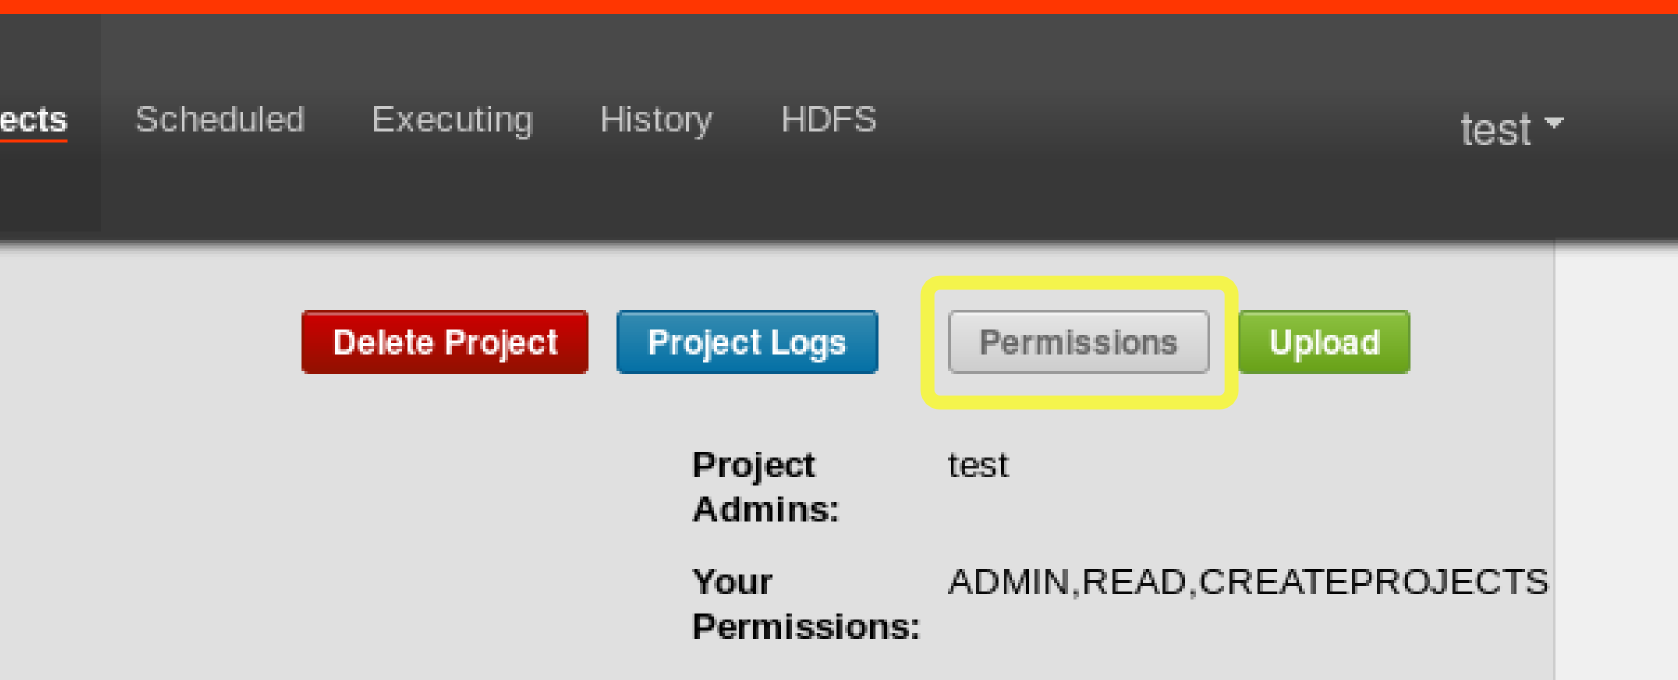 ects Scheduled Executing History HDFS test
Delete Project Project Logs Permissions Upload
Project Admins: test
Your Permissions: ADMIN,READ,CREATEPROJECTS